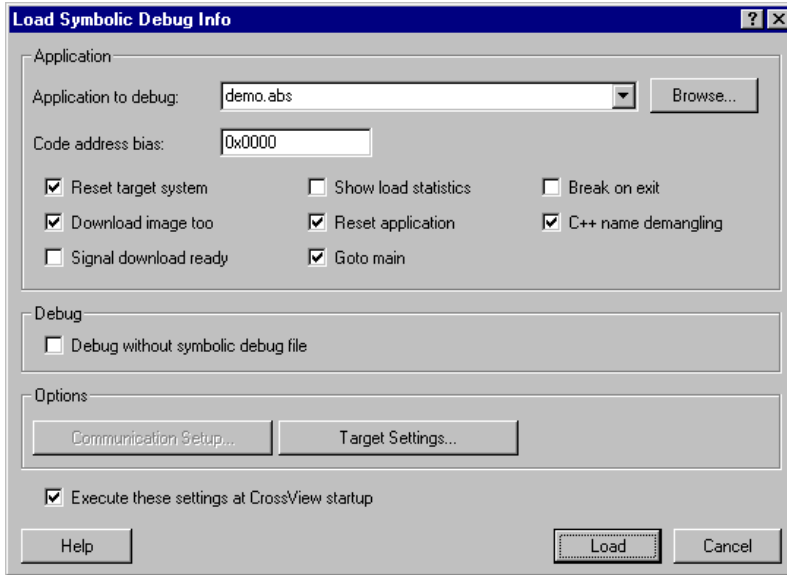 Load Symbolic Debug Info
Application
Application to debug: demo.abs Browse...
Code address bias: 0x0000
Reset target system Show load statistics Break on exit
Download image too Reset application C++ name demangling
Signal download ready Goto main
Debug
Debug without symbolic debug file
Options
Communication Setup... Target Settings...
Execute these settings at CrossView startup
Help Load Cancel